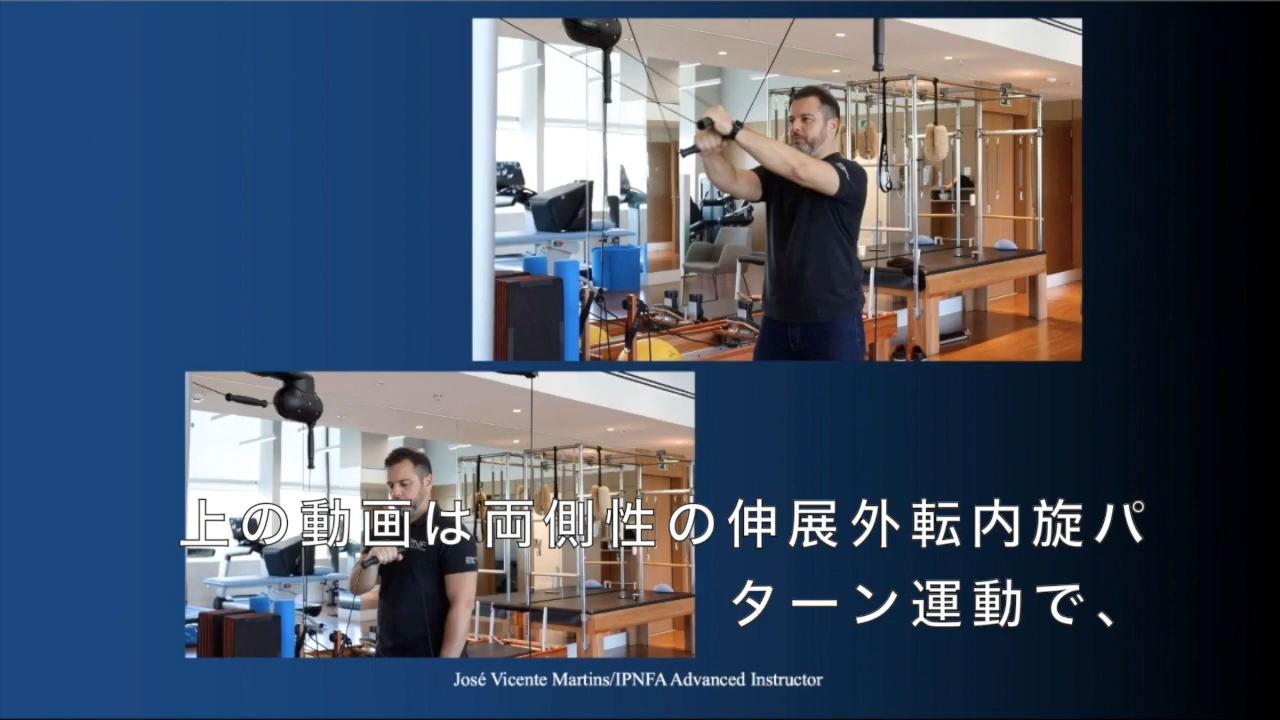 上の動画は両側性の伸展外転内旋パ
ターン運動で、
José Vicente Martins/IPNFA Advanced Instructor